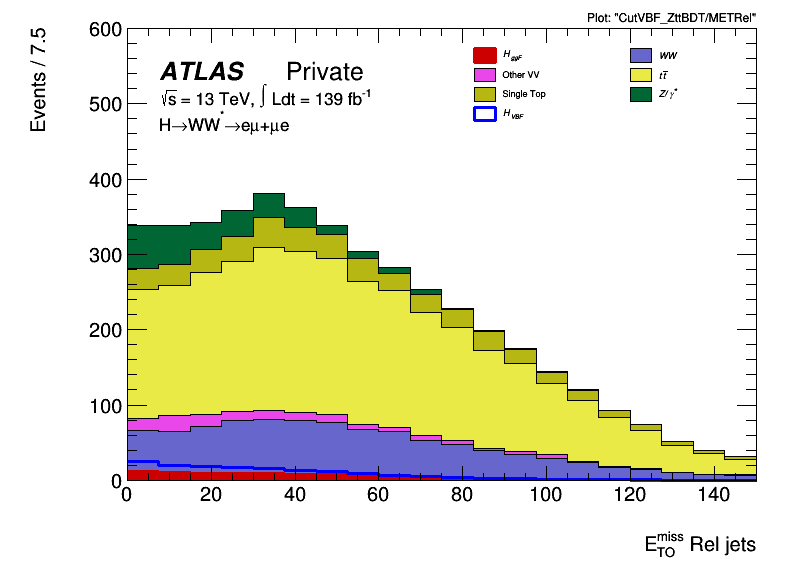 Plot: "CutVBF_ZttBDT/METRel"
Events / 7.5
600
500
400
300
200
100
0
ATLAS Private
√s = 13 TeV, ∫ Ldt = 139 fb⁻¹
H→WW*→eμ+μe
H_ggF
Other VV
Single Top
H_VBF
WW
tt̅
Z/γ*
0 20 40 60 80 100 120 140
E_TO^miss Rel jets